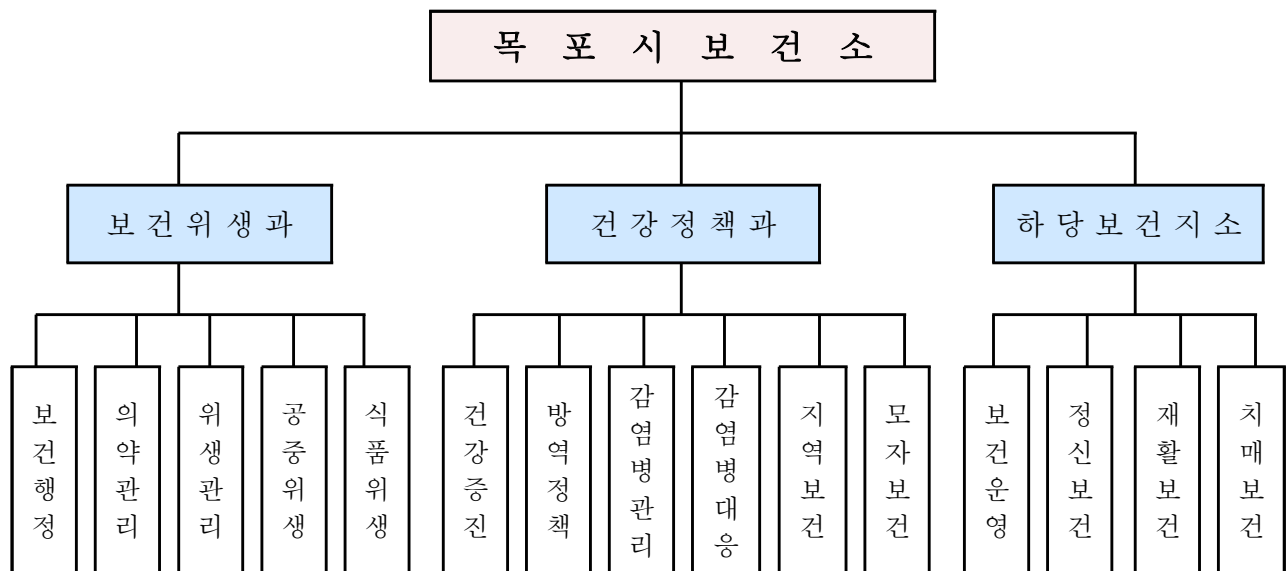 목 포 시 보 건 소
보 건 위 생 과
건 강 정 책 과
하 당 보 건 지 소
보건행정
의약관리
위생관리
공중위생
식품위생
건강증진
방역정책
감염병관리
감염병대응
지역보건
모자보건
보건운영
정신보건
재활보건
치매보건